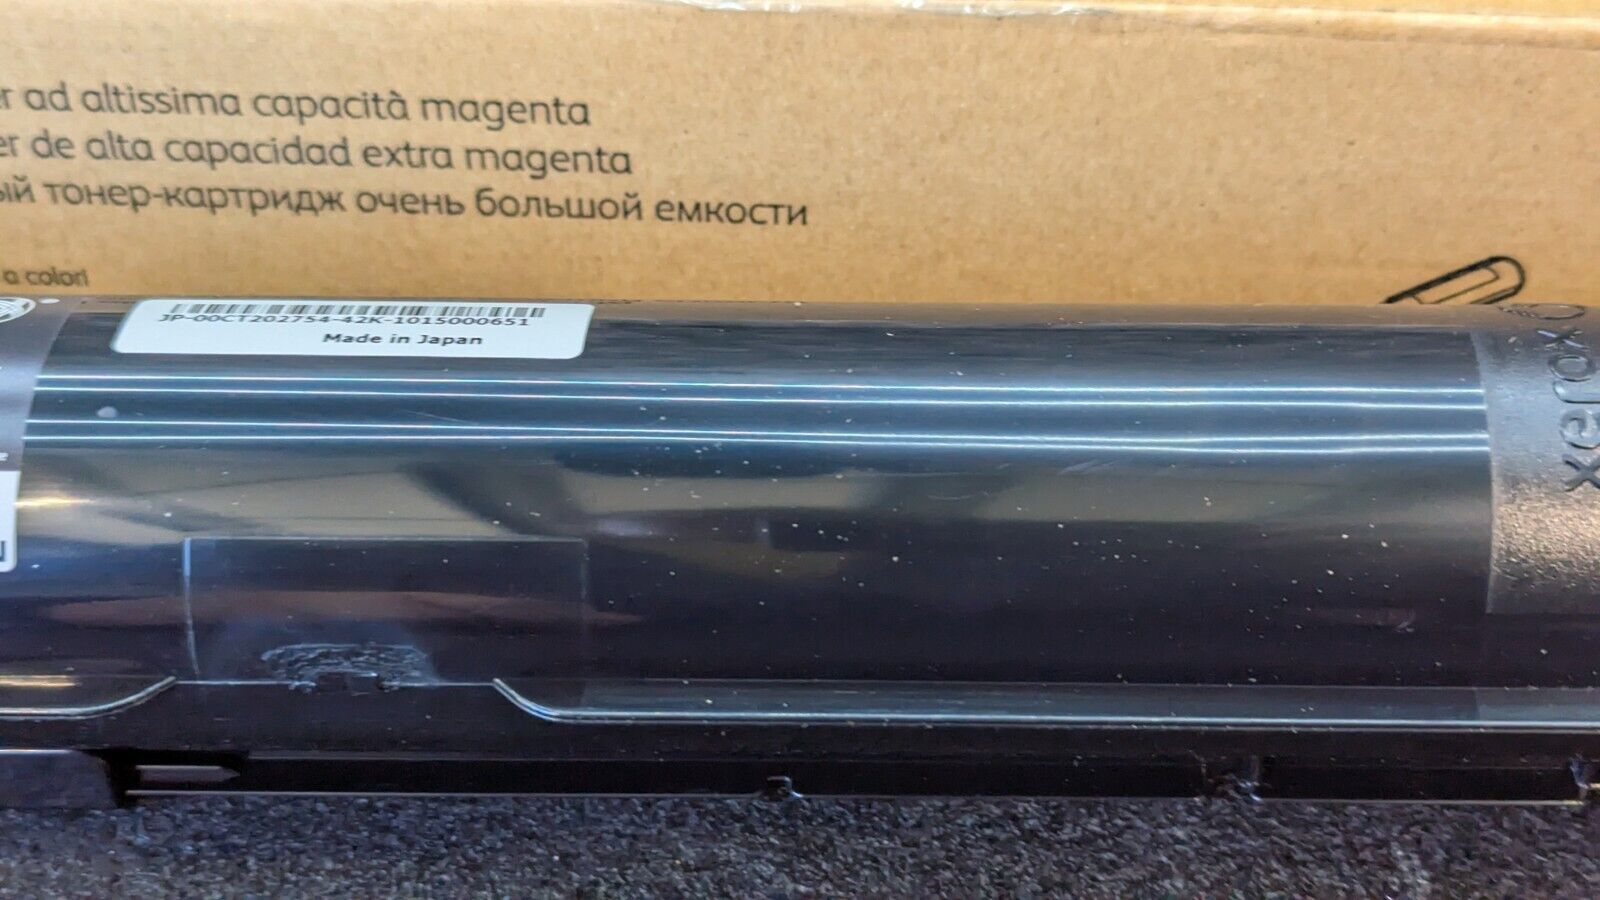 r ad altissima capacità magenta
er de alta capacidad extra magenta
ый тонер-картридж очень большой емкости
a colori
JP-00CT202754-42K-1015000651
Made in Japan
xerox